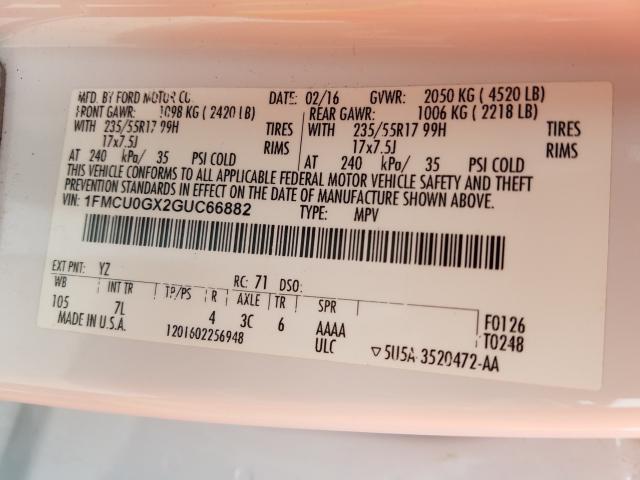 MFD. BY FORD MOTOR CO. DATE: 02/16 GVWR: 2050 KG ( 4520 LB)
FRONT GAWR: 1098 KG ( 2420 LB) REAR GAWR: 1006 KG ( 2218 LB)
WITH 235/55R17 99H TIRES WITH 235/55R17 99H TIRES
17x7.5J RIMS 17x7.5J RIMS
AT 240 kPa/ 35 PSI COLD AT 240 kPa/ 35 PSI COLD
THIS VEHICLE CONFORMS TO ALL APPLICABLE FEDERAL MOTOR VEHICLE SAFETY AND THEFT
PREVENTION STANDARDS IN EFFECT ON THE DATE OF MANUFACTURE SHOWN ABOVE.
VIN: 1FMCU0GX2GUC66882 TYPE: MPV
EXT PNT: YZ RC: 71 DSO:
WB INT TR TP/PS R AXLE TR SPR
105 7L 4 3C 6 AAAA F0126
MADE IN U.S.A. 1201602256948 ULC T0248
▽5U5A-3520472-AA